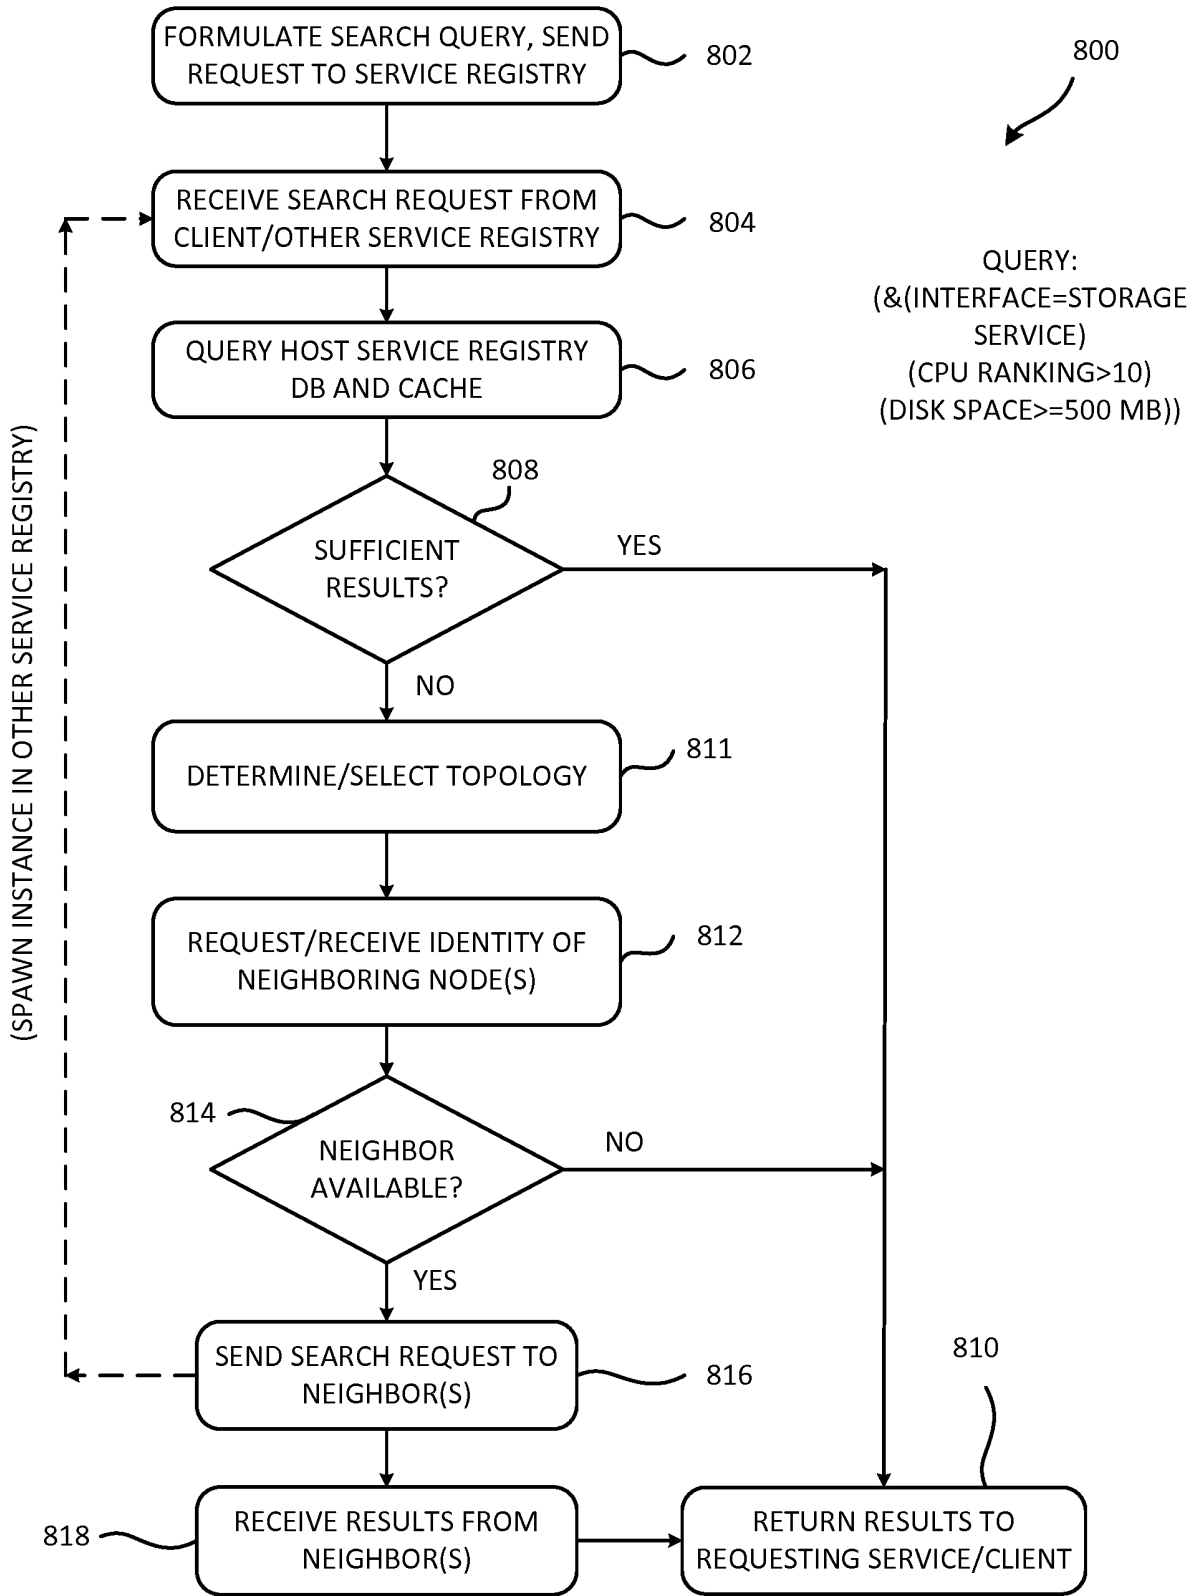 FORMULATE SEARCH QUERY, SEND
REQUEST TO SERVICE REGISTRY
802
800
RECEIVE SEARCH REQUEST FROM
CLIENT/OTHER SERVICE REGISTRY
804
QUERY:
(&(INTERFACE=STORAGE
SERVICE)
(CPU RANKING>10)
(DISK SPACE>=500 MB))
QUERY HOST SERVICE REGISTRY
DB AND CACHE
806
808
SUFFICIENT
RESULTS?
YES
NO
(SPAWN INSTANCE IN OTHER SERVICE REGISTRY)
DETERMINE/SELECT TOPOLOGY
811
REQUEST/RECEIVE IDENTITY OF
NEIGHBORING NODE(S)
812
814
NEIGHBOR
AVAILABLE?
NO
YES
SEND SEARCH REQUEST TO
NEIGHBOR(S)
816
810
818
RECEIVE RESULTS FROM
NEIGHBOR(S)
RETURN RESULTS TO
REQUESTING SERVICE/CLIENT